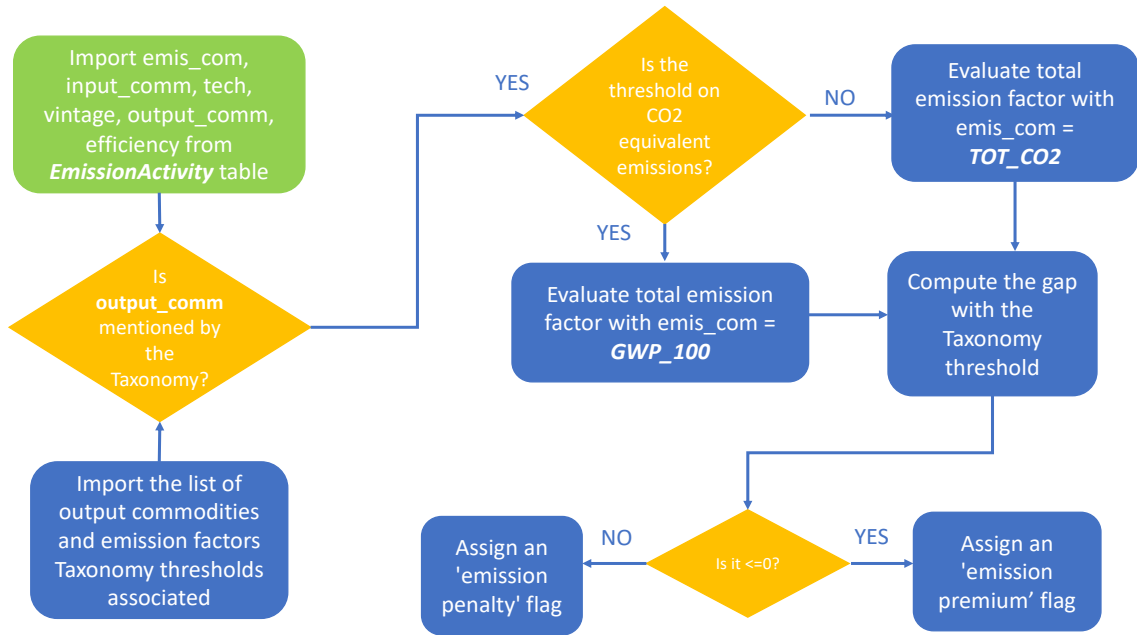 Import emis_com,
input_comm, tech,
vintage, output_comm,
efficiency from
EmissionActivity table
Is
output_comm
mentioned by
the
Taxonomy?
Import the list of
output commodities
and emission factors
Taxonomy thresholds
associated
YES
Is the
threshold on
CO2
equivalent
emissions?
NO
Evaluate total
emission factor with
emis_com =
TOT_CO2
YES
Evaluate total emission
factor with emis_com =
GWP_100
Compute the gap
with the
Taxonomy
threshold
Is it <=0?
NO
Assign an
'emission
penalty' flag
YES
Assign an
'emission
premium’ flag